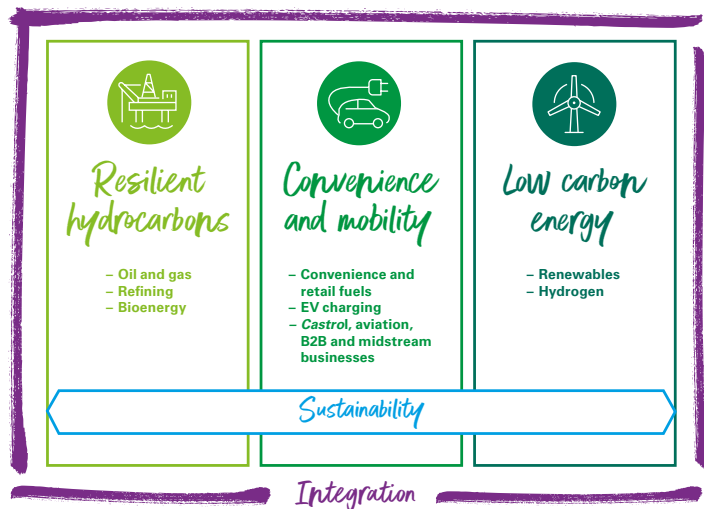 Resilient
hydrocarbons
– Oil and gas
– Refining
– Bioenergy
Convenience
and mobility
– Convenience and
retail fuels
– EV charging
– Castrol, aviation,
B2B and midstream
businesses
Low carbon
energy
– Renewables
– Hydrogen
Sustainability
Integration